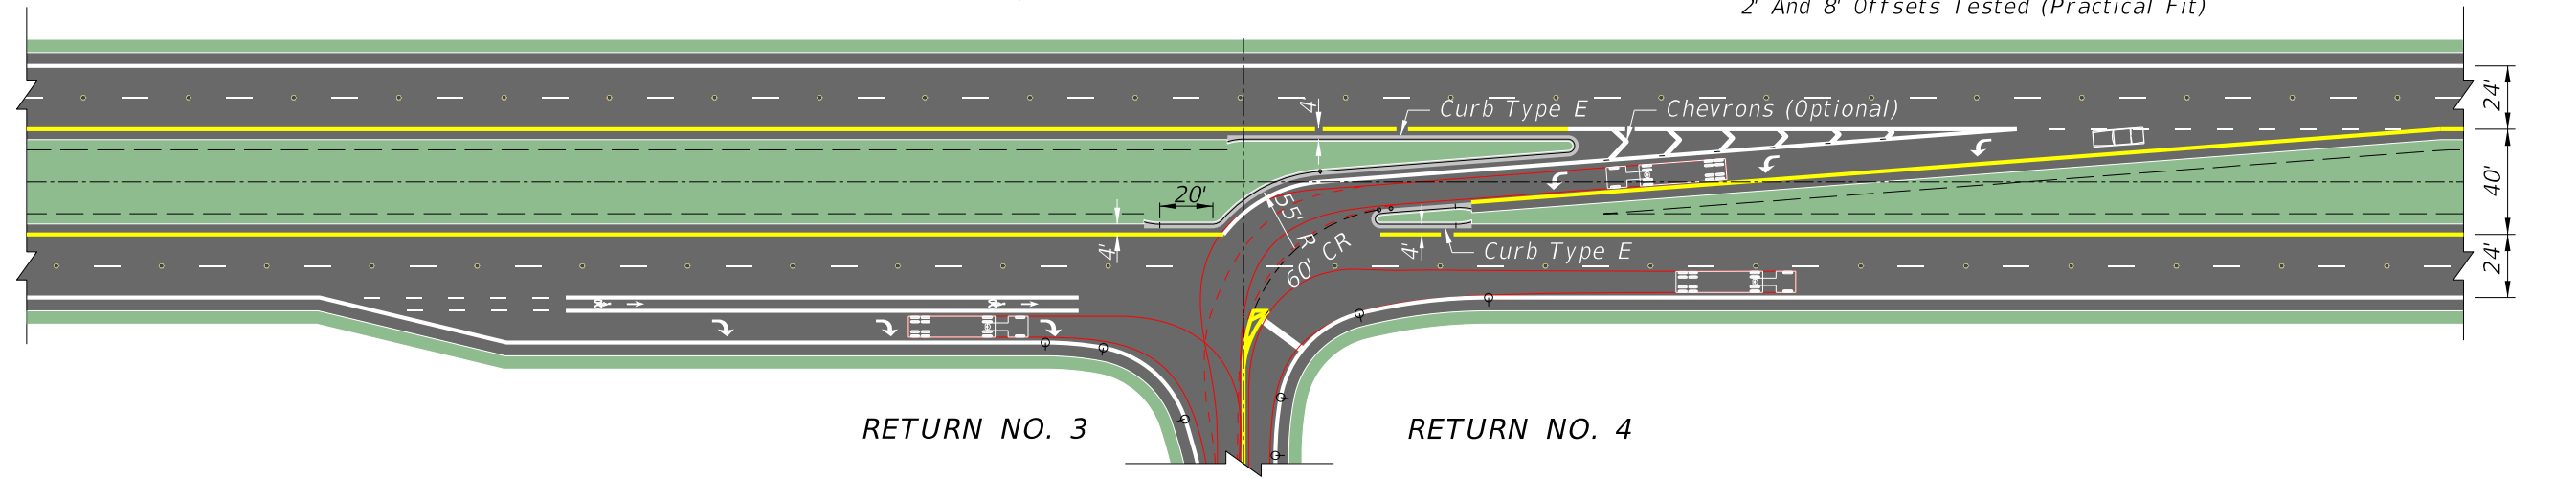 2' And 8' Offsets Tested (Practical Fit)
24'
4'
Curb Type E
Chevrons (Optional)
20'
40'
55' R
4'
60' CR
4'
Curb Type E
24'
RETURN NO. 3
RETURN NO. 4